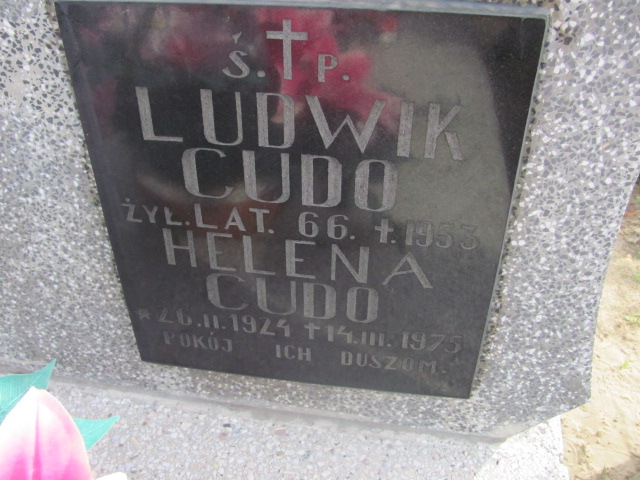 Ś. † P.
LUDWIK
CUDO
ŻYŁ. LAT. 66. †. 1953
HELENA
CUDO
* 26.II.1924 † 14.III.1975
POKÓJ ICH DUSZOM.